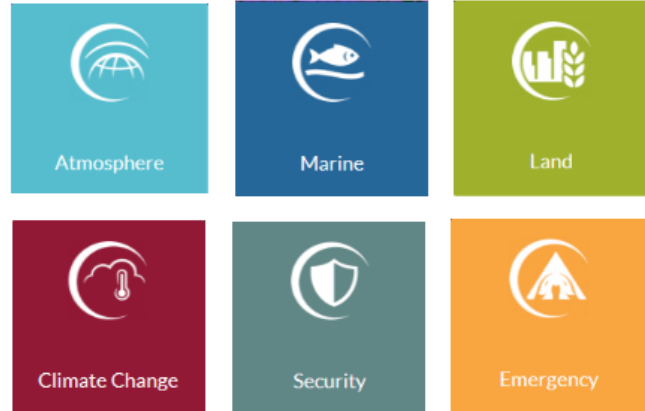 Atmosphere
Marine
Land
Climate Change
Security
Emergency